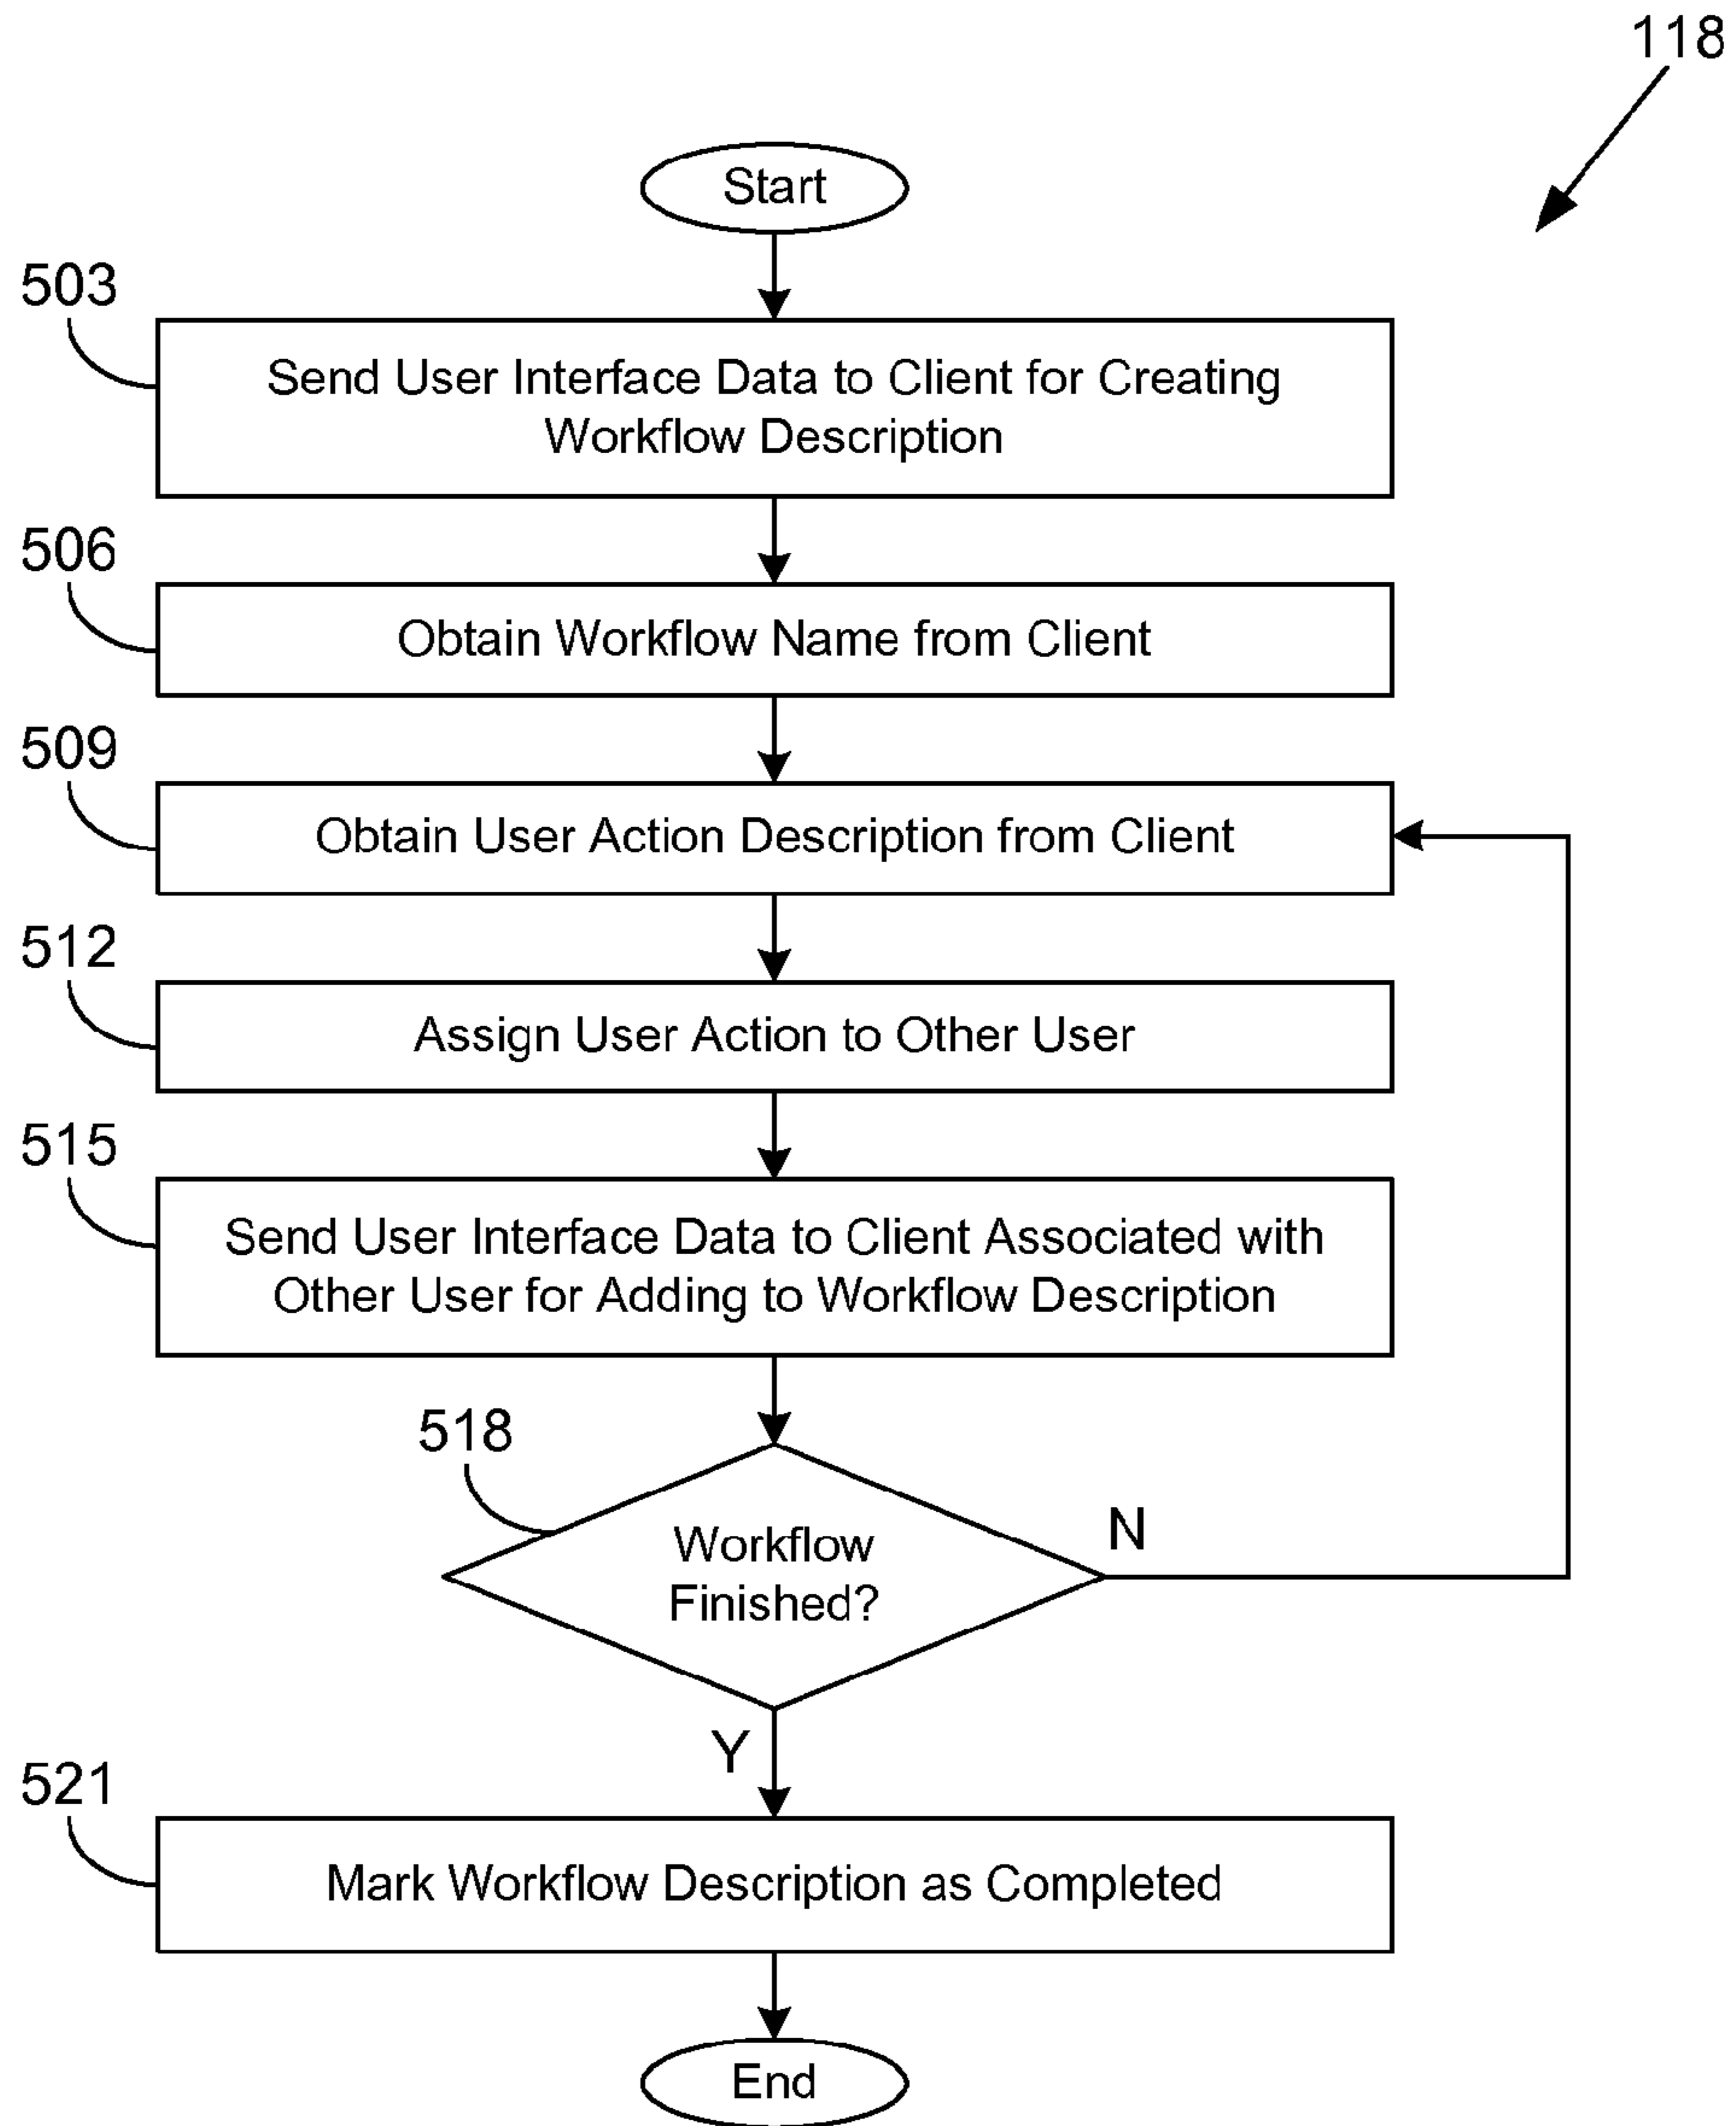 118
Start
503
Send User Interface Data to Client for Creating
Workflow Description
506
Obtain Workflow Name from Client
509
Obtain User Action Description from Client
512
Assign User Action to Other User
515
Send User Interface Data to Client Associated with
Other User for Adding to Workflow Description
518
Workflow
Finished?
N
Y
521
Mark Workflow Description as Completed
End